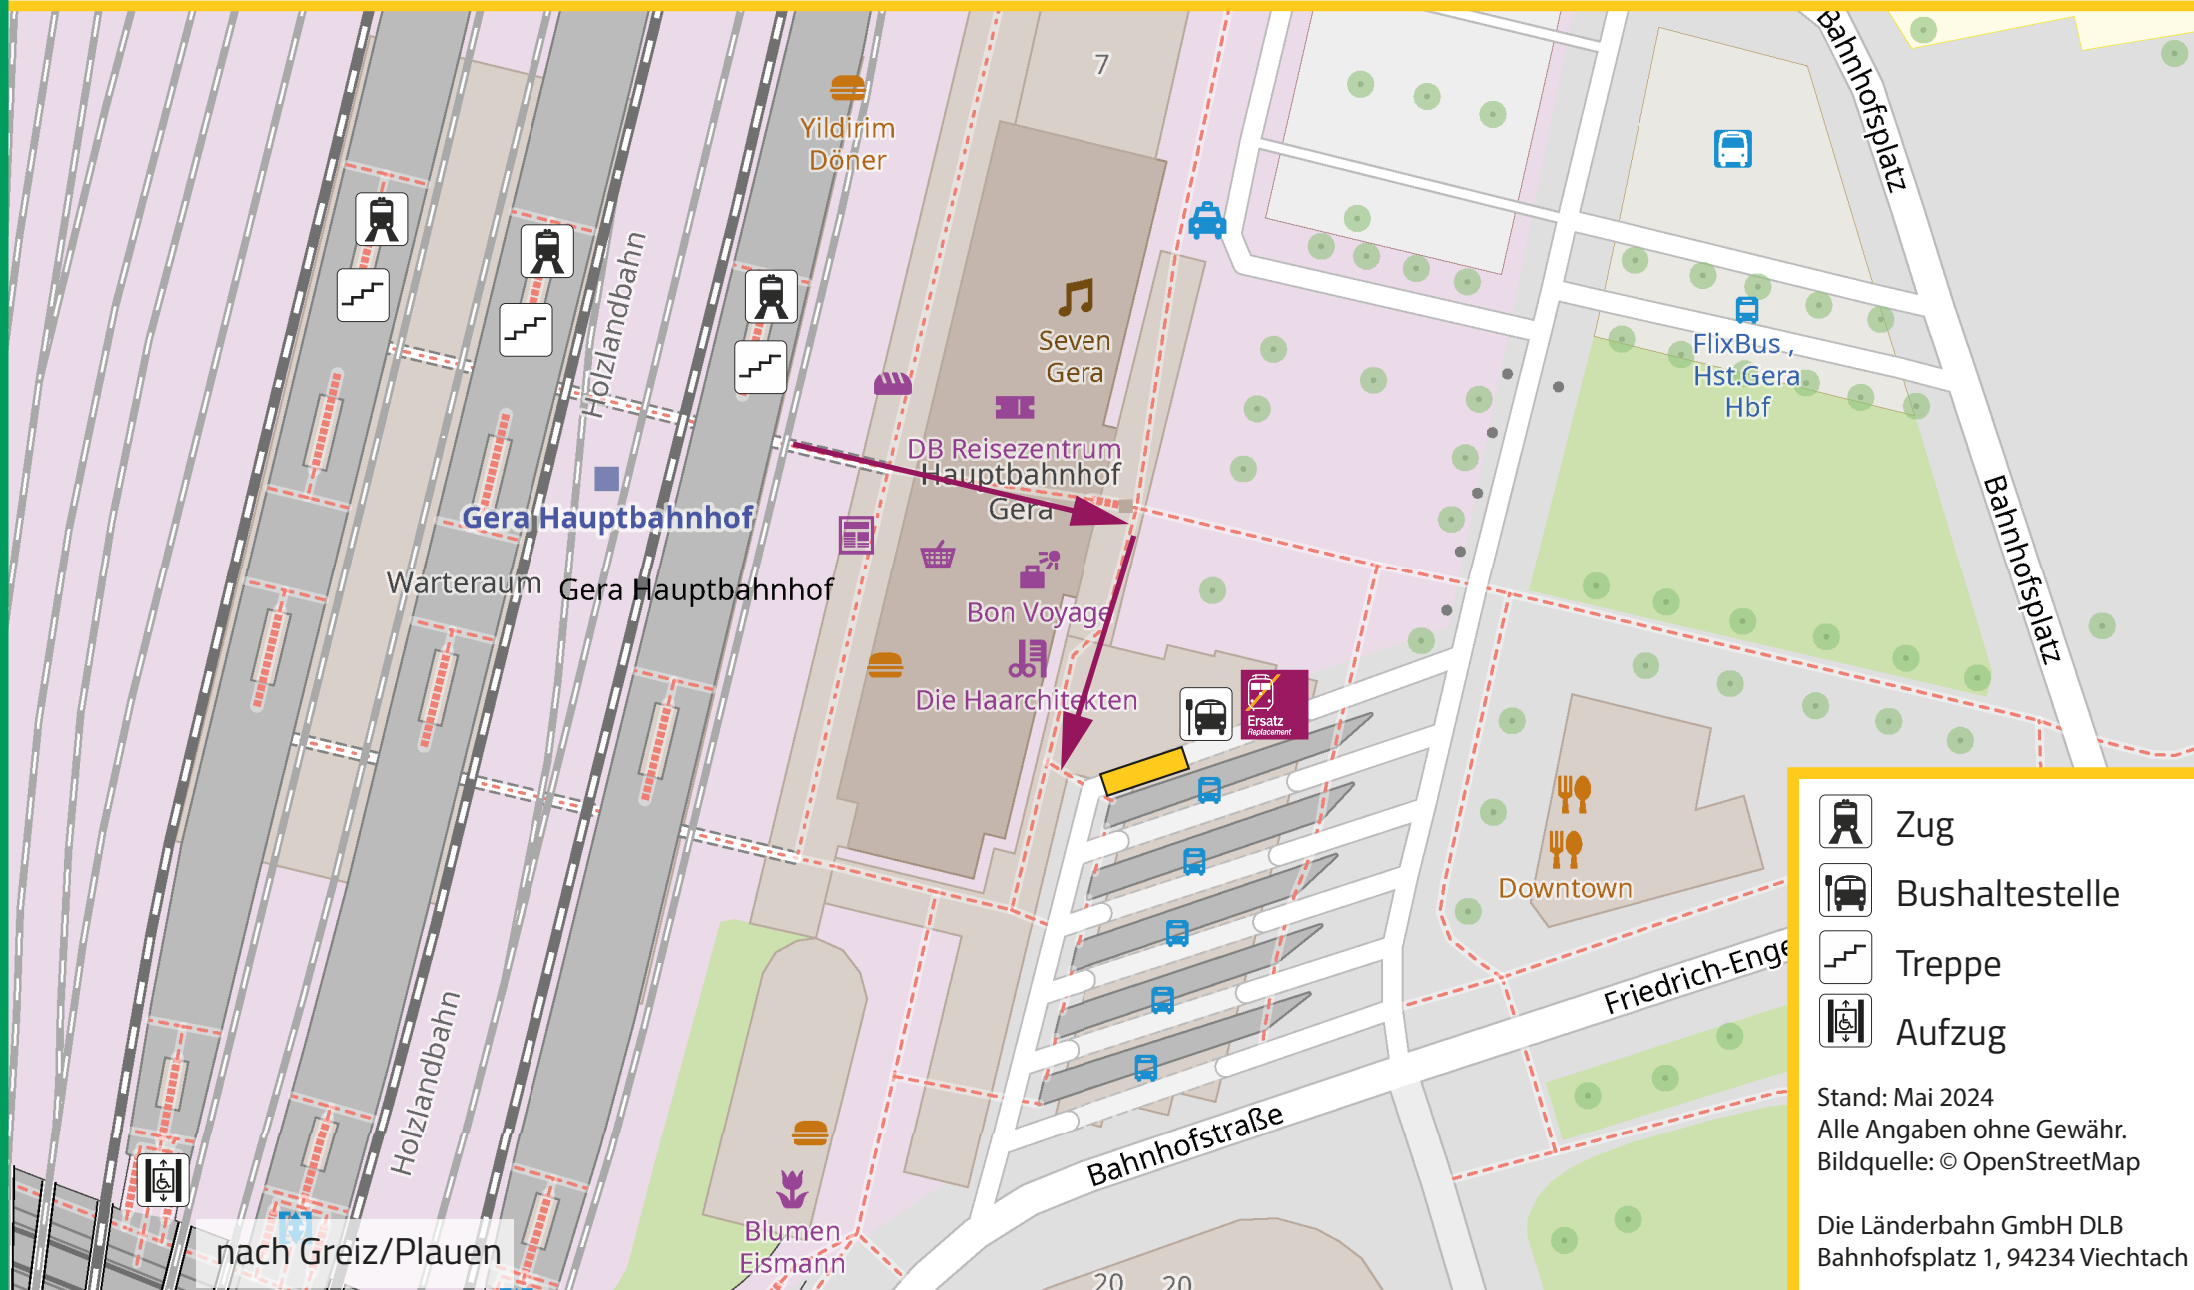 7
Bahnhofsplatz
Yildirim
Döner
Holzlandbahn
Seven
Gera
FlixBus ,
Hst.Gera
Hbf
DB Reisezentrum
Hauptbahnhof
Gera
Gera Hauptbahnhof
Bahnhofsplatz
Warteraum
Gera Hauptbahnhof
Bon Voyage
Die Haarchitekten
Ersatz
Replacement
Downtown
Friedrich-Enge
Holzlandbahn
Bahnhofstraße
Blumen
Eismann
nach Greiz/Plauen
20 20
Zug
Bushaltestelle
Treppe
Aufzug
Stand: Mai 2024
Alle Angaben ohne Gewähr.
Bildquelle: © OpenStreetMap
Die Länderbahn GmbH DLB
Bahnhofsplatz 1, 94234 Viechtach